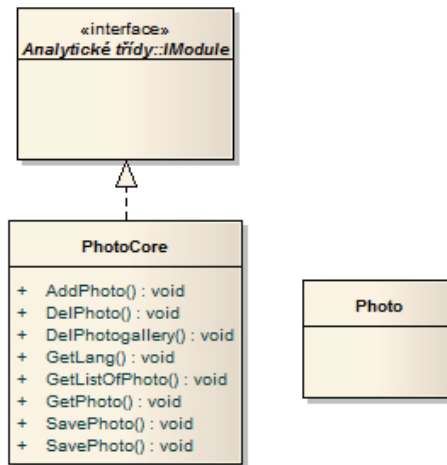 «interface»
Analytické třídy::IModule
PhotoCore
+ AddPhoto() : void
+ DelPhoto() : void
+ DelPhotogallery() : void
+ GetLang() : void
+ GetListOfPhoto() : void
+ GetPhoto() : void
+ SavePhoto() : void
+ SavePhoto() : void
Photo